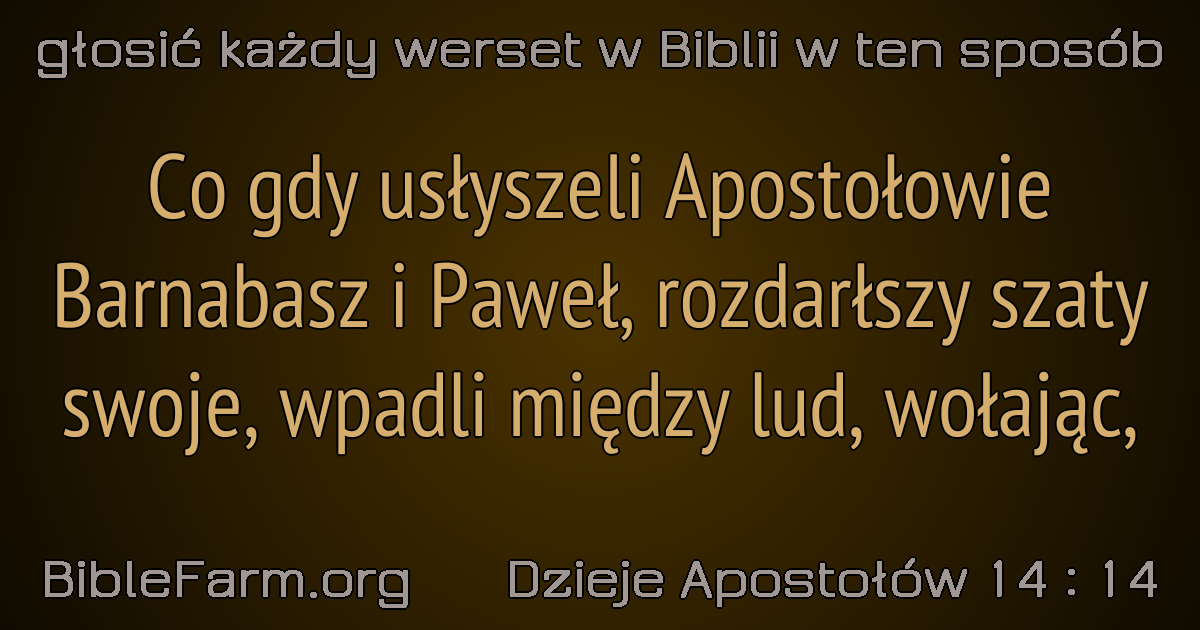 głosić każdy werset w Biblii w ten sposób
Co gdy usłyszeli Apostołowie
Barnabasz i Paweł, rozdarłszy szaty
swoje, wpadli między lud, wołając,
BibleFarm.org
Dzieje Apostołów 14 : 14